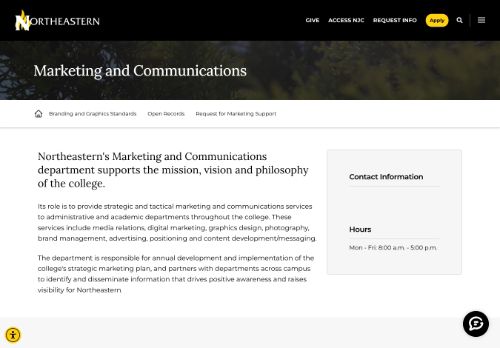 NORTHEASTERN
GIVE ACCESS NJC REQUEST INFO Apply
Marketing and Communications
Branding and Graphics Standards Open Records Request for Marketing Support
Northeastern's Marketing and Communications
department supports the mission, vision and philosophy
of the college.
Its role is to provide strategic and tactical marketing and communications services
to administrative and academic departments throughout the college. These
services include media relations, digital marketing, graphics design, photography,
brand management, advertising, positioning and content development/messaging.
The department is responsible for annual development and implementation of the
college's strategic marketing plan, and partners with departments across campus
to identify and disseminate information that drives positive awareness and raises
visibility for Northeastern.
Contact Information
Hours
Mon - Fri: 8:00 a.m. - 5:00 p.m.